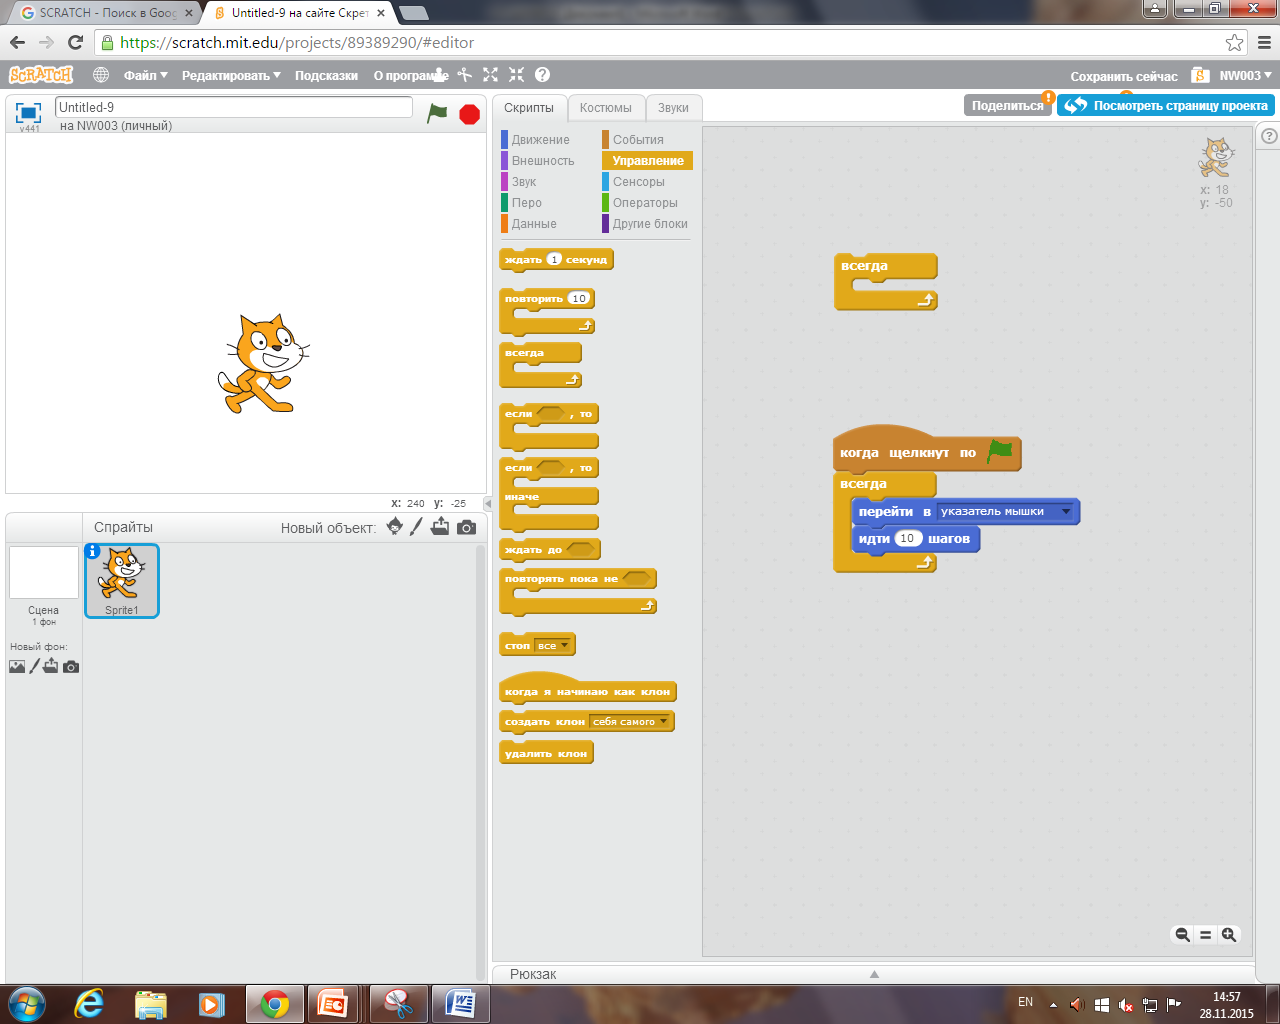 SCRATCH - Поиск в Goog
Untitled-9 на сайте Скрет
https://scratch.mit.edu/projects/89389290/#editor
SCRATCH
Файл
Редактировать
Подсказки
О программе
Сохранить сейчас
NW003
Untitled-9
на NW003 (личный)
v441
Скрипты
Костюмы
Звуки
Поделиться
!
Посмотреть страницу проекта
Движение
События
Внешность
Управление
Звук
Сенсоры
Перо
Операторы
Данные
Другие блоки
ждать 1 секунд
повторить 10
всегда
если , то
если , то
иначе
ждать до
повторять пока не
стоп все
когда я начинаю как клон
создать клон себя самого
удалить клон
x: 18
y: -50
всегда
когда щелкнут по
всегда
перейти в указатель мышки
идти 10 шагов
x: 240 y: -25
Спрайты
Новый объект:
Сцена
1 фон
Новый фон:
Sprite1
Рюкзак
EN
14:57
28.11.2015